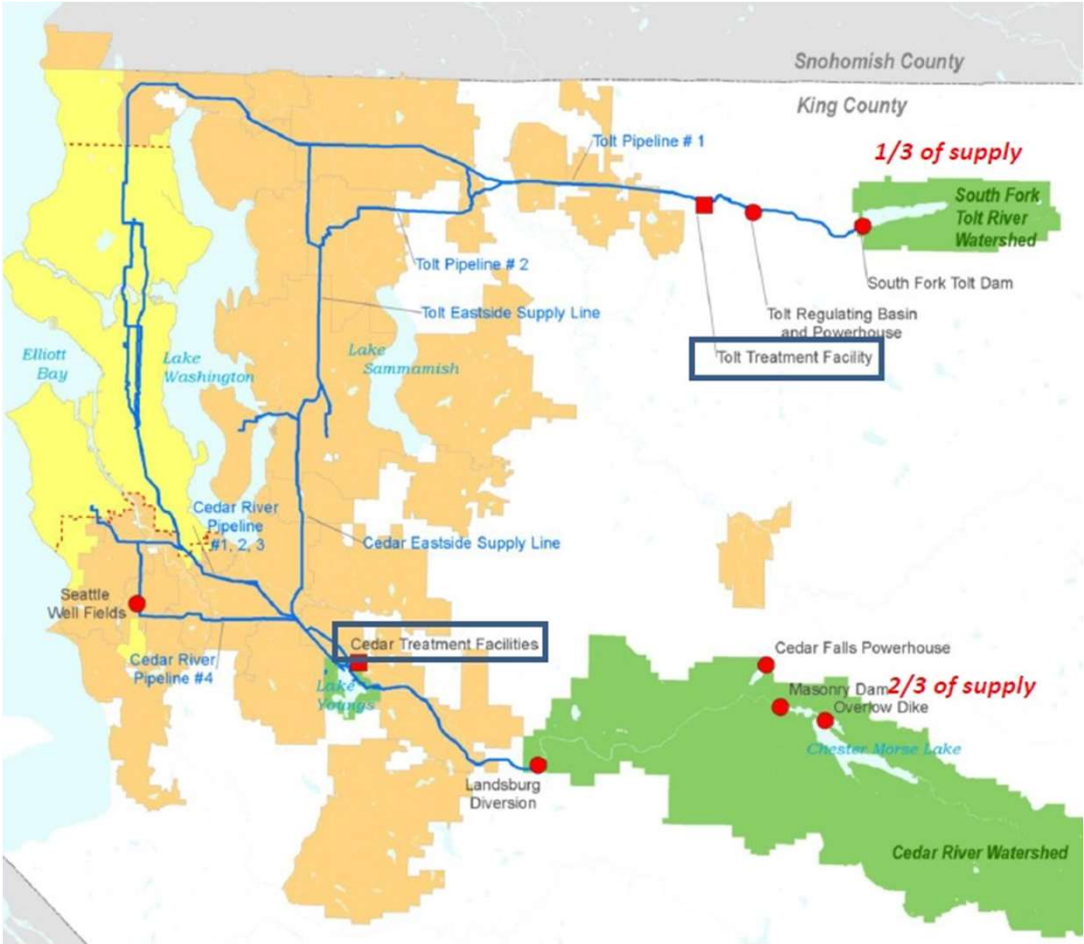 Snohomish County
King County
Tolt Pipeline # 1
1/3 of supply
South Fork
Tolt River
Watershed
Tolt Pipeline # 2
South Fork Tolt Dam
Tolt Eastside Supply Line
Tolt Regulating Basin
and Powerhouse
Elliott
Bay
Lake
Washington
Lake
Sammamish
Tolt Treatment Facility
Cedar River
Pipeline
#1, 2, 3
Cedar Eastside Supply Line
Seattle
Well Fields
Cedar Treatment Facilities
Cedar River
Pipeline #4
Lake
Youngs
Cedar Falls Powerhouse
Masonry Dam
2/3 of supply
Overlow Dike
Chester Morse Lake
Landsburg
Diversion
Cedar River Watershed